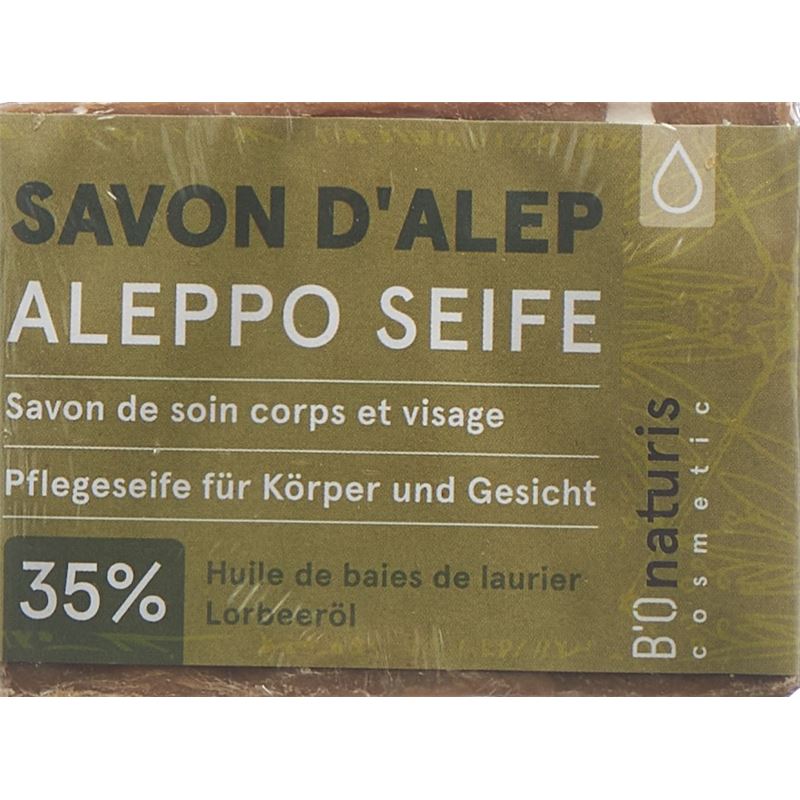 SAVON D'ALEP
ALEPPO SEIFE
Savon de soin corps et visage
Pflegeseife für Körper und Gesicht
35%
Huile de baies de laurier
Lorbeeröl
B'Onaturis
cosmetic